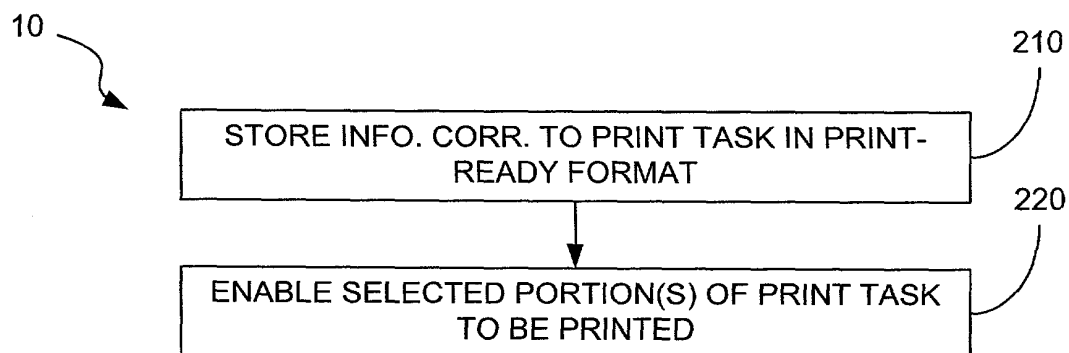 10
210
STORE INFO. CORR. TO PRINT TASK IN PRINT-
READY FORMAT
220
ENABLE SELECTED PORTION(S) OF PRINT TASK
TO BE PRINTED